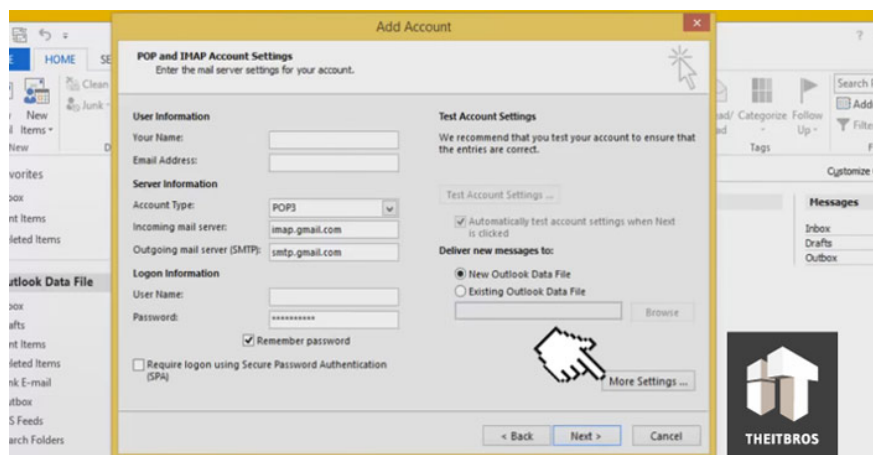 Add Account
?
HOME
SE
POP and IMAP Account Settings
Enter the mail server settings for your account.
Clean
Junk
New
Items
New
D
Categorize
Follow
Up
Tags
Search
Add
Filte
F
Customize
User Information
Your Name:
Email Address:
Server Information
Account Type:
POP3
Incoming mail server:
imap.gmail.com
Outgoing mail server (SMTP):
smtp.gmail.com
Logon Information
User Name:
Password:
**********
Remember password
Require logon using Secure Password Authentication
(SPA)
Test Account Settings
We recommend that you test your account to ensure that
the entries are correct.
Test Account Settings ...
Automatically test account settings when Next
is clicked
Deliver new messages to:
New Outlook Data File
Existing Outlook Data File
Browse
More Settings ...
< Back
Next >
Cancel
vorites
box
nt Items
leted Items
utlook Data File
box
afts
nt Items
leted Items
nk E-mail
utbox
S Feeds
arch Folders
Messages
Inbox
Drafts
Outbox
THEITBROS